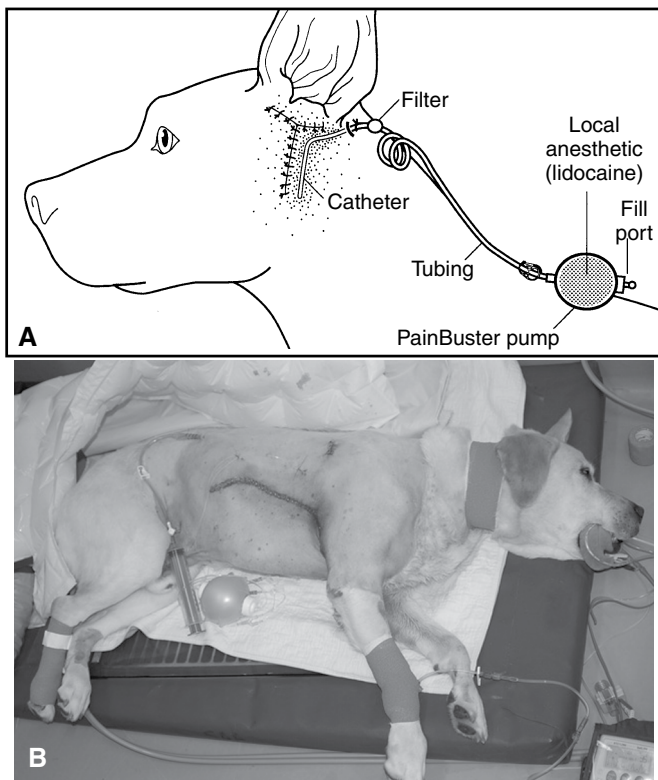 Filter
Local
anesthetic
(lidocaine)
Fill
port
Catheter
Tubing
PainBuster pump
A
B